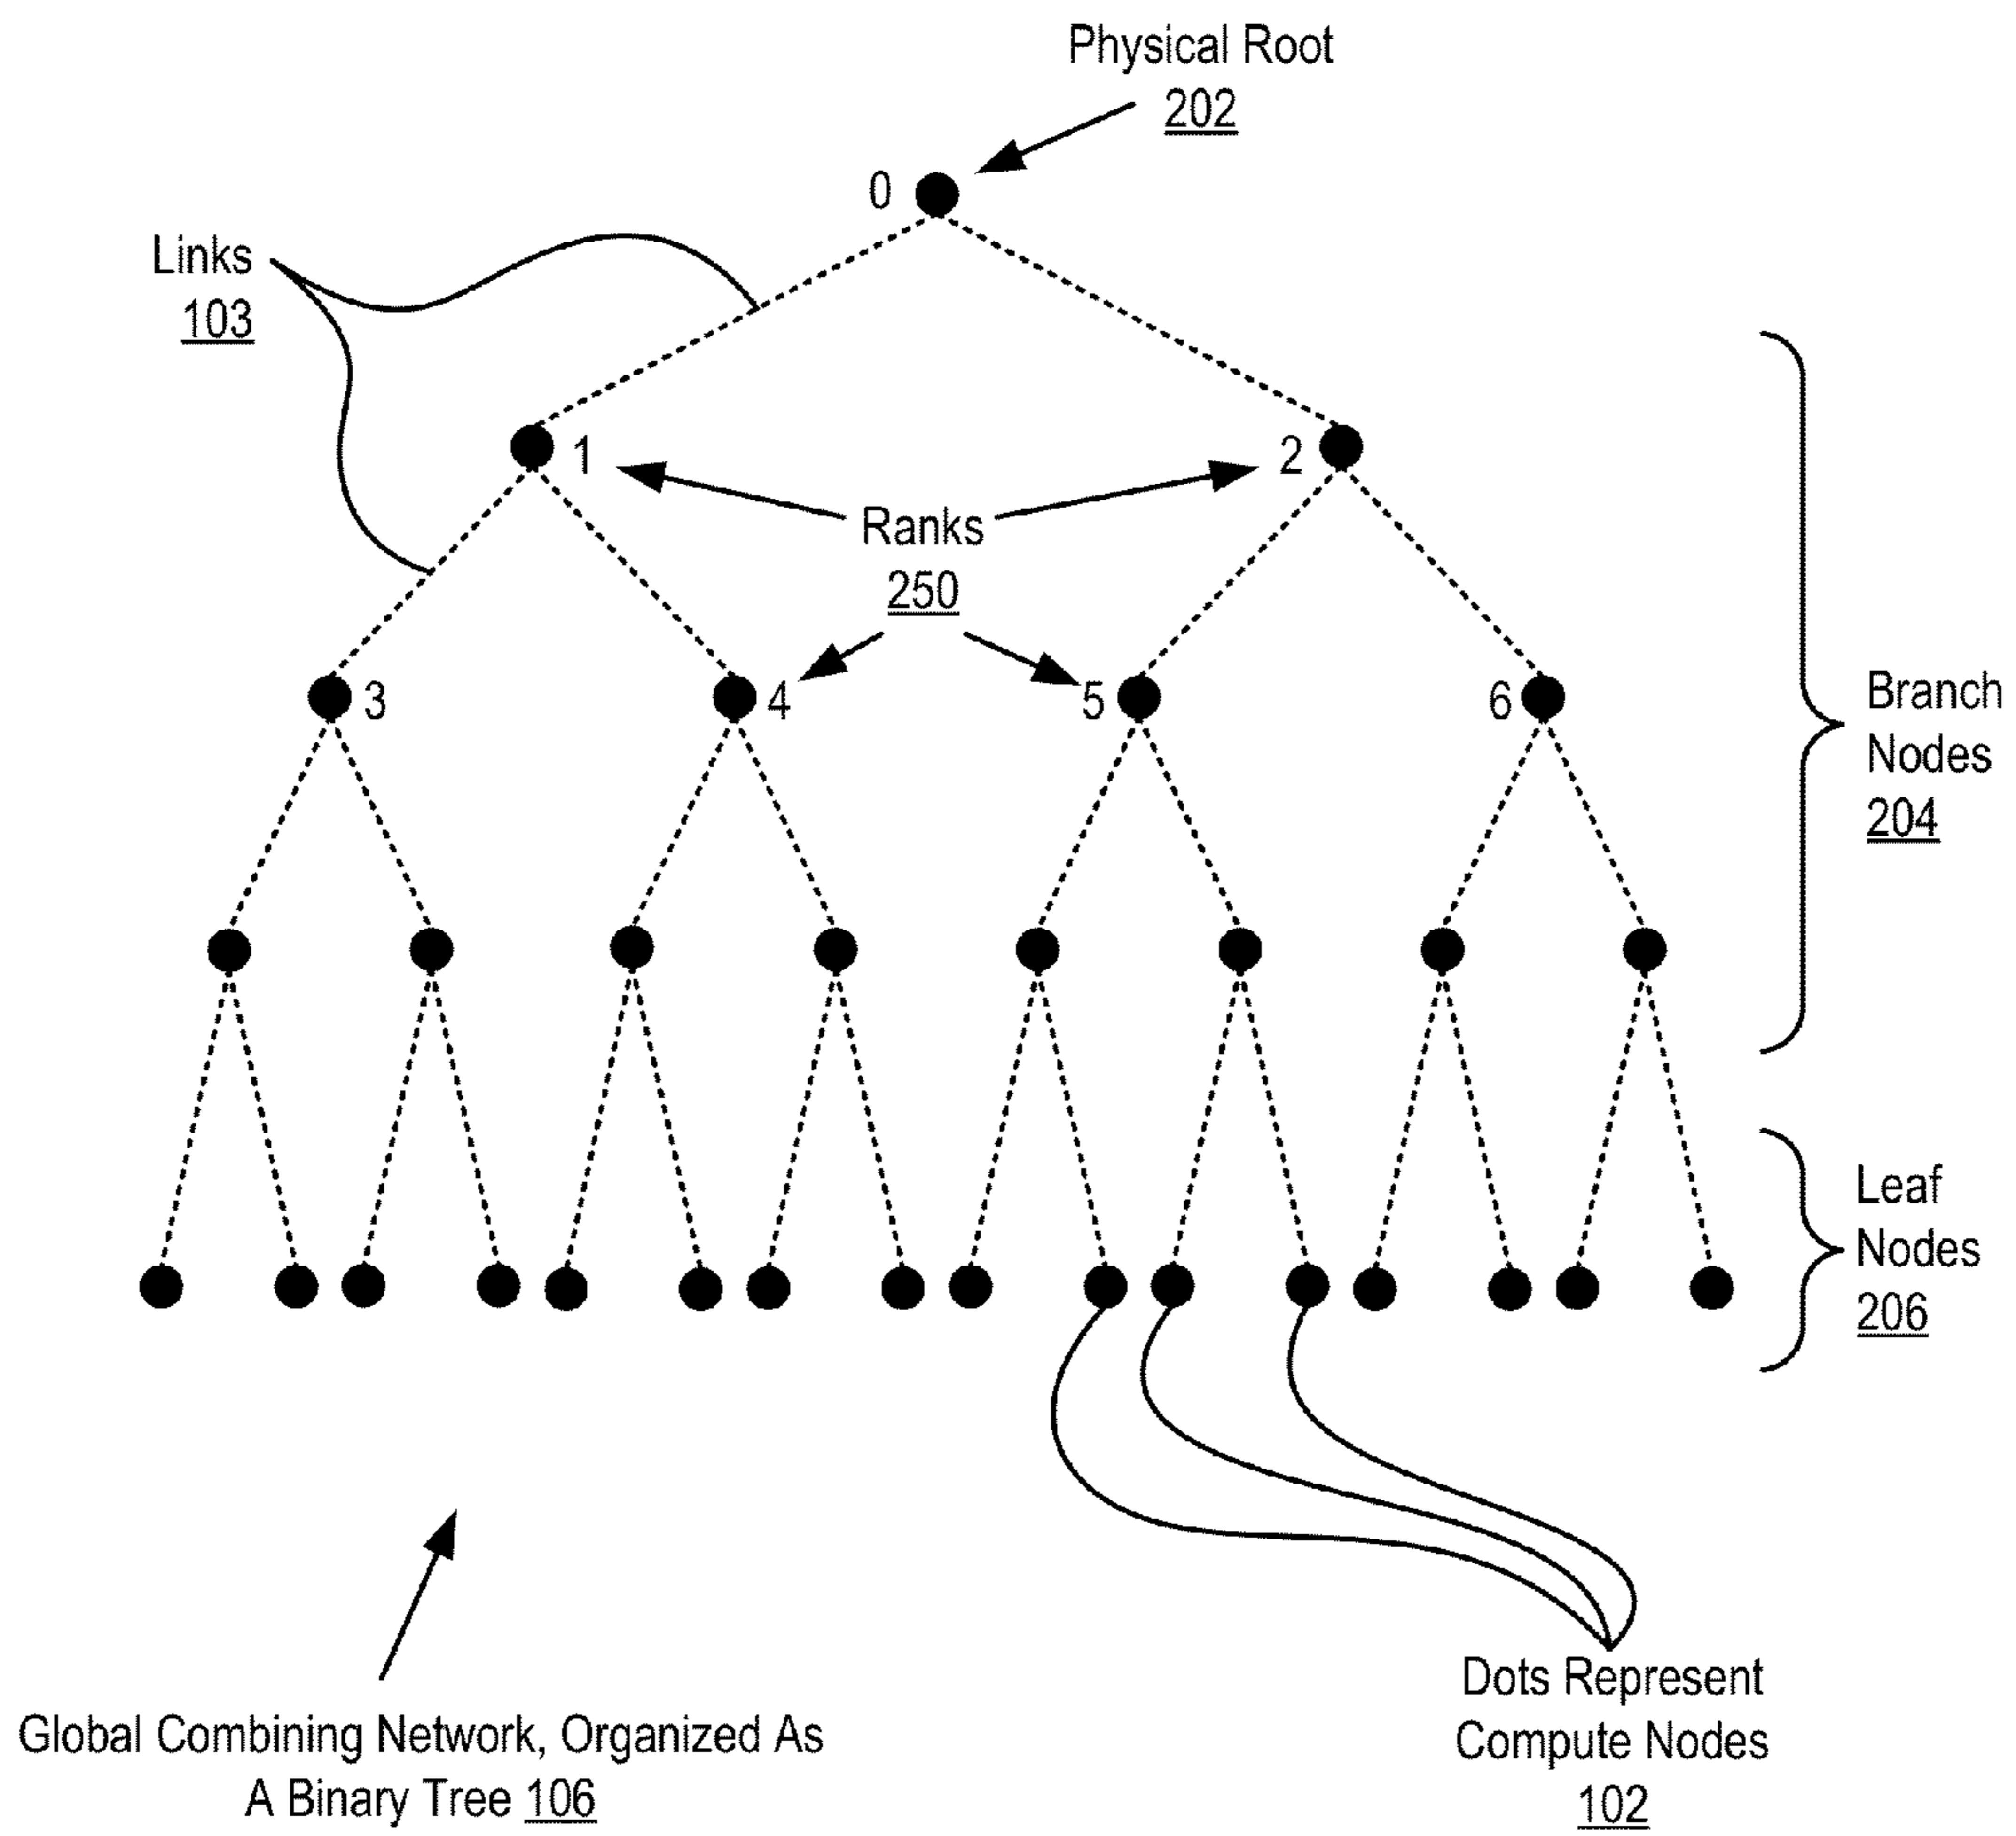 Physical Root
202
0
Links
103
1
2
Ranks
250
3
4
5
6
Branch
Nodes
204
Leaf
Nodes
206
Dots Represent
Compute Nodes
102
Global Combining Network, Organized As
A Binary Tree 106